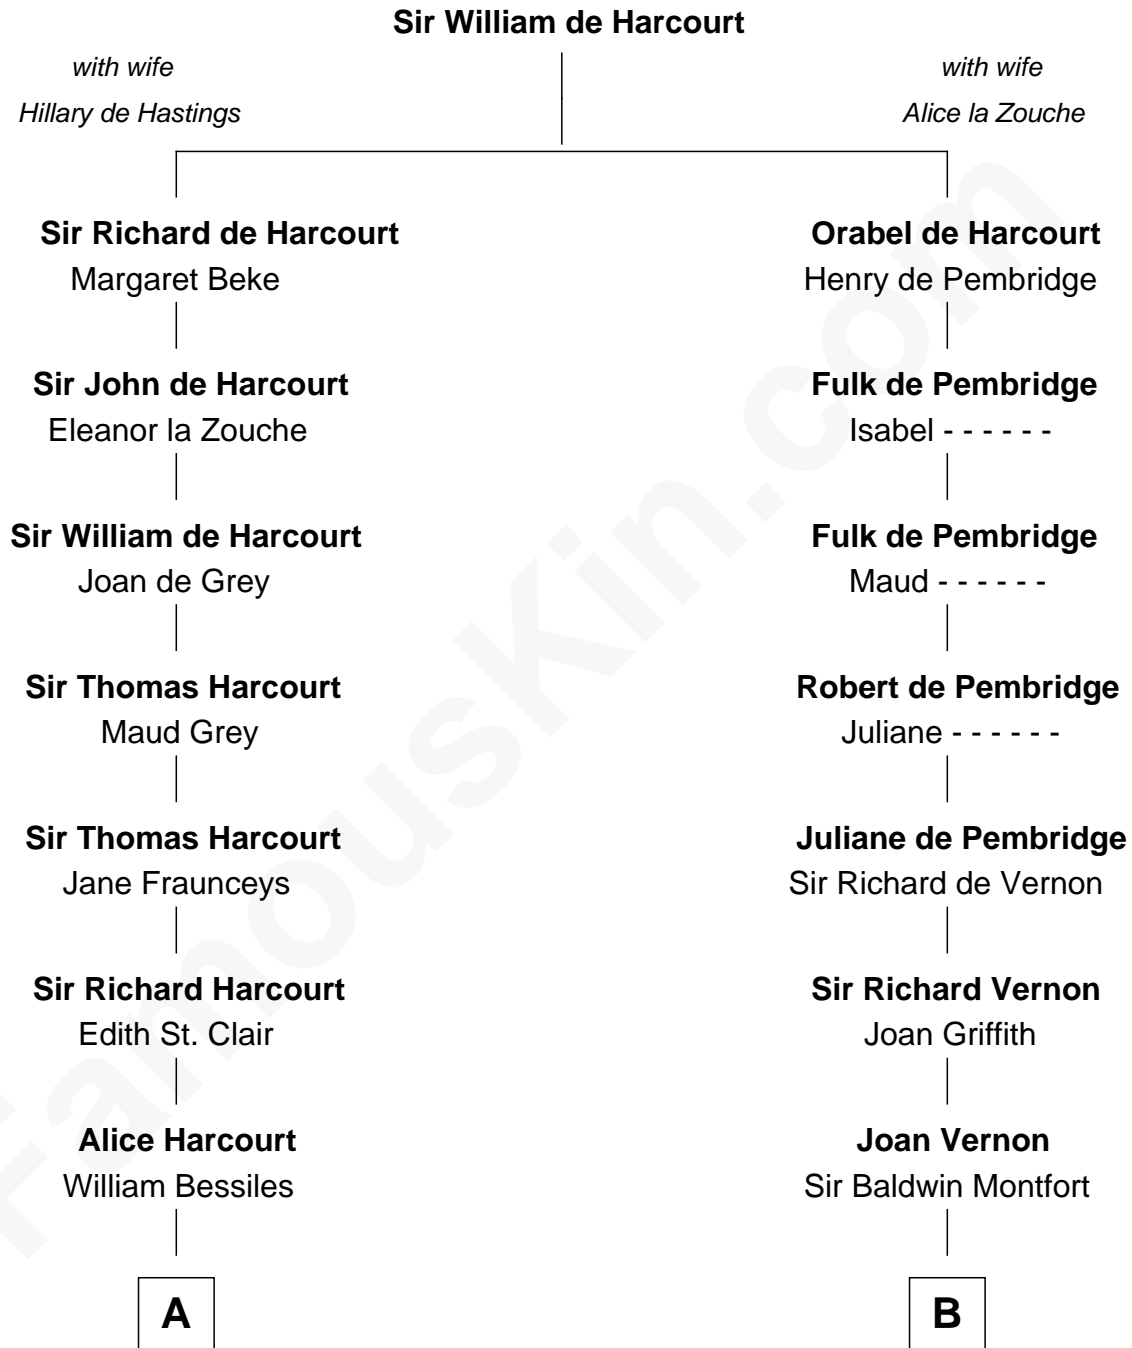 Sir William de Harcourt
with wife
Hillary de Hastings
with wife
Alice la Zouche
Sir Richard de Harcourt
Margaret Beke
Orabel de Harcourt
Henry de Pembridge
Sir John de Harcourt
Eleanor la Zouche
Fulk de Pembridge
Isabel - - - - - -
Sir William de Harcourt
Joan de Grey
Fulk de Pembridge
Maud - - - - - -
Sir Thomas Harcourt
Maud Grey
Robert de Pembridge
Juliane - - - - - -
Sir Thomas Harcourt
Jane Fraunceys
Juliane de Pembridge
Sir Richard de Vernon
Sir Richard Harcourt
Edith St. Clair
Sir Richard Vernon
Joan Griffith
Alice Harcourt
William Bessiles
Joan Vernon
Sir Baldwin Montfort
A
B
FamousKin.com